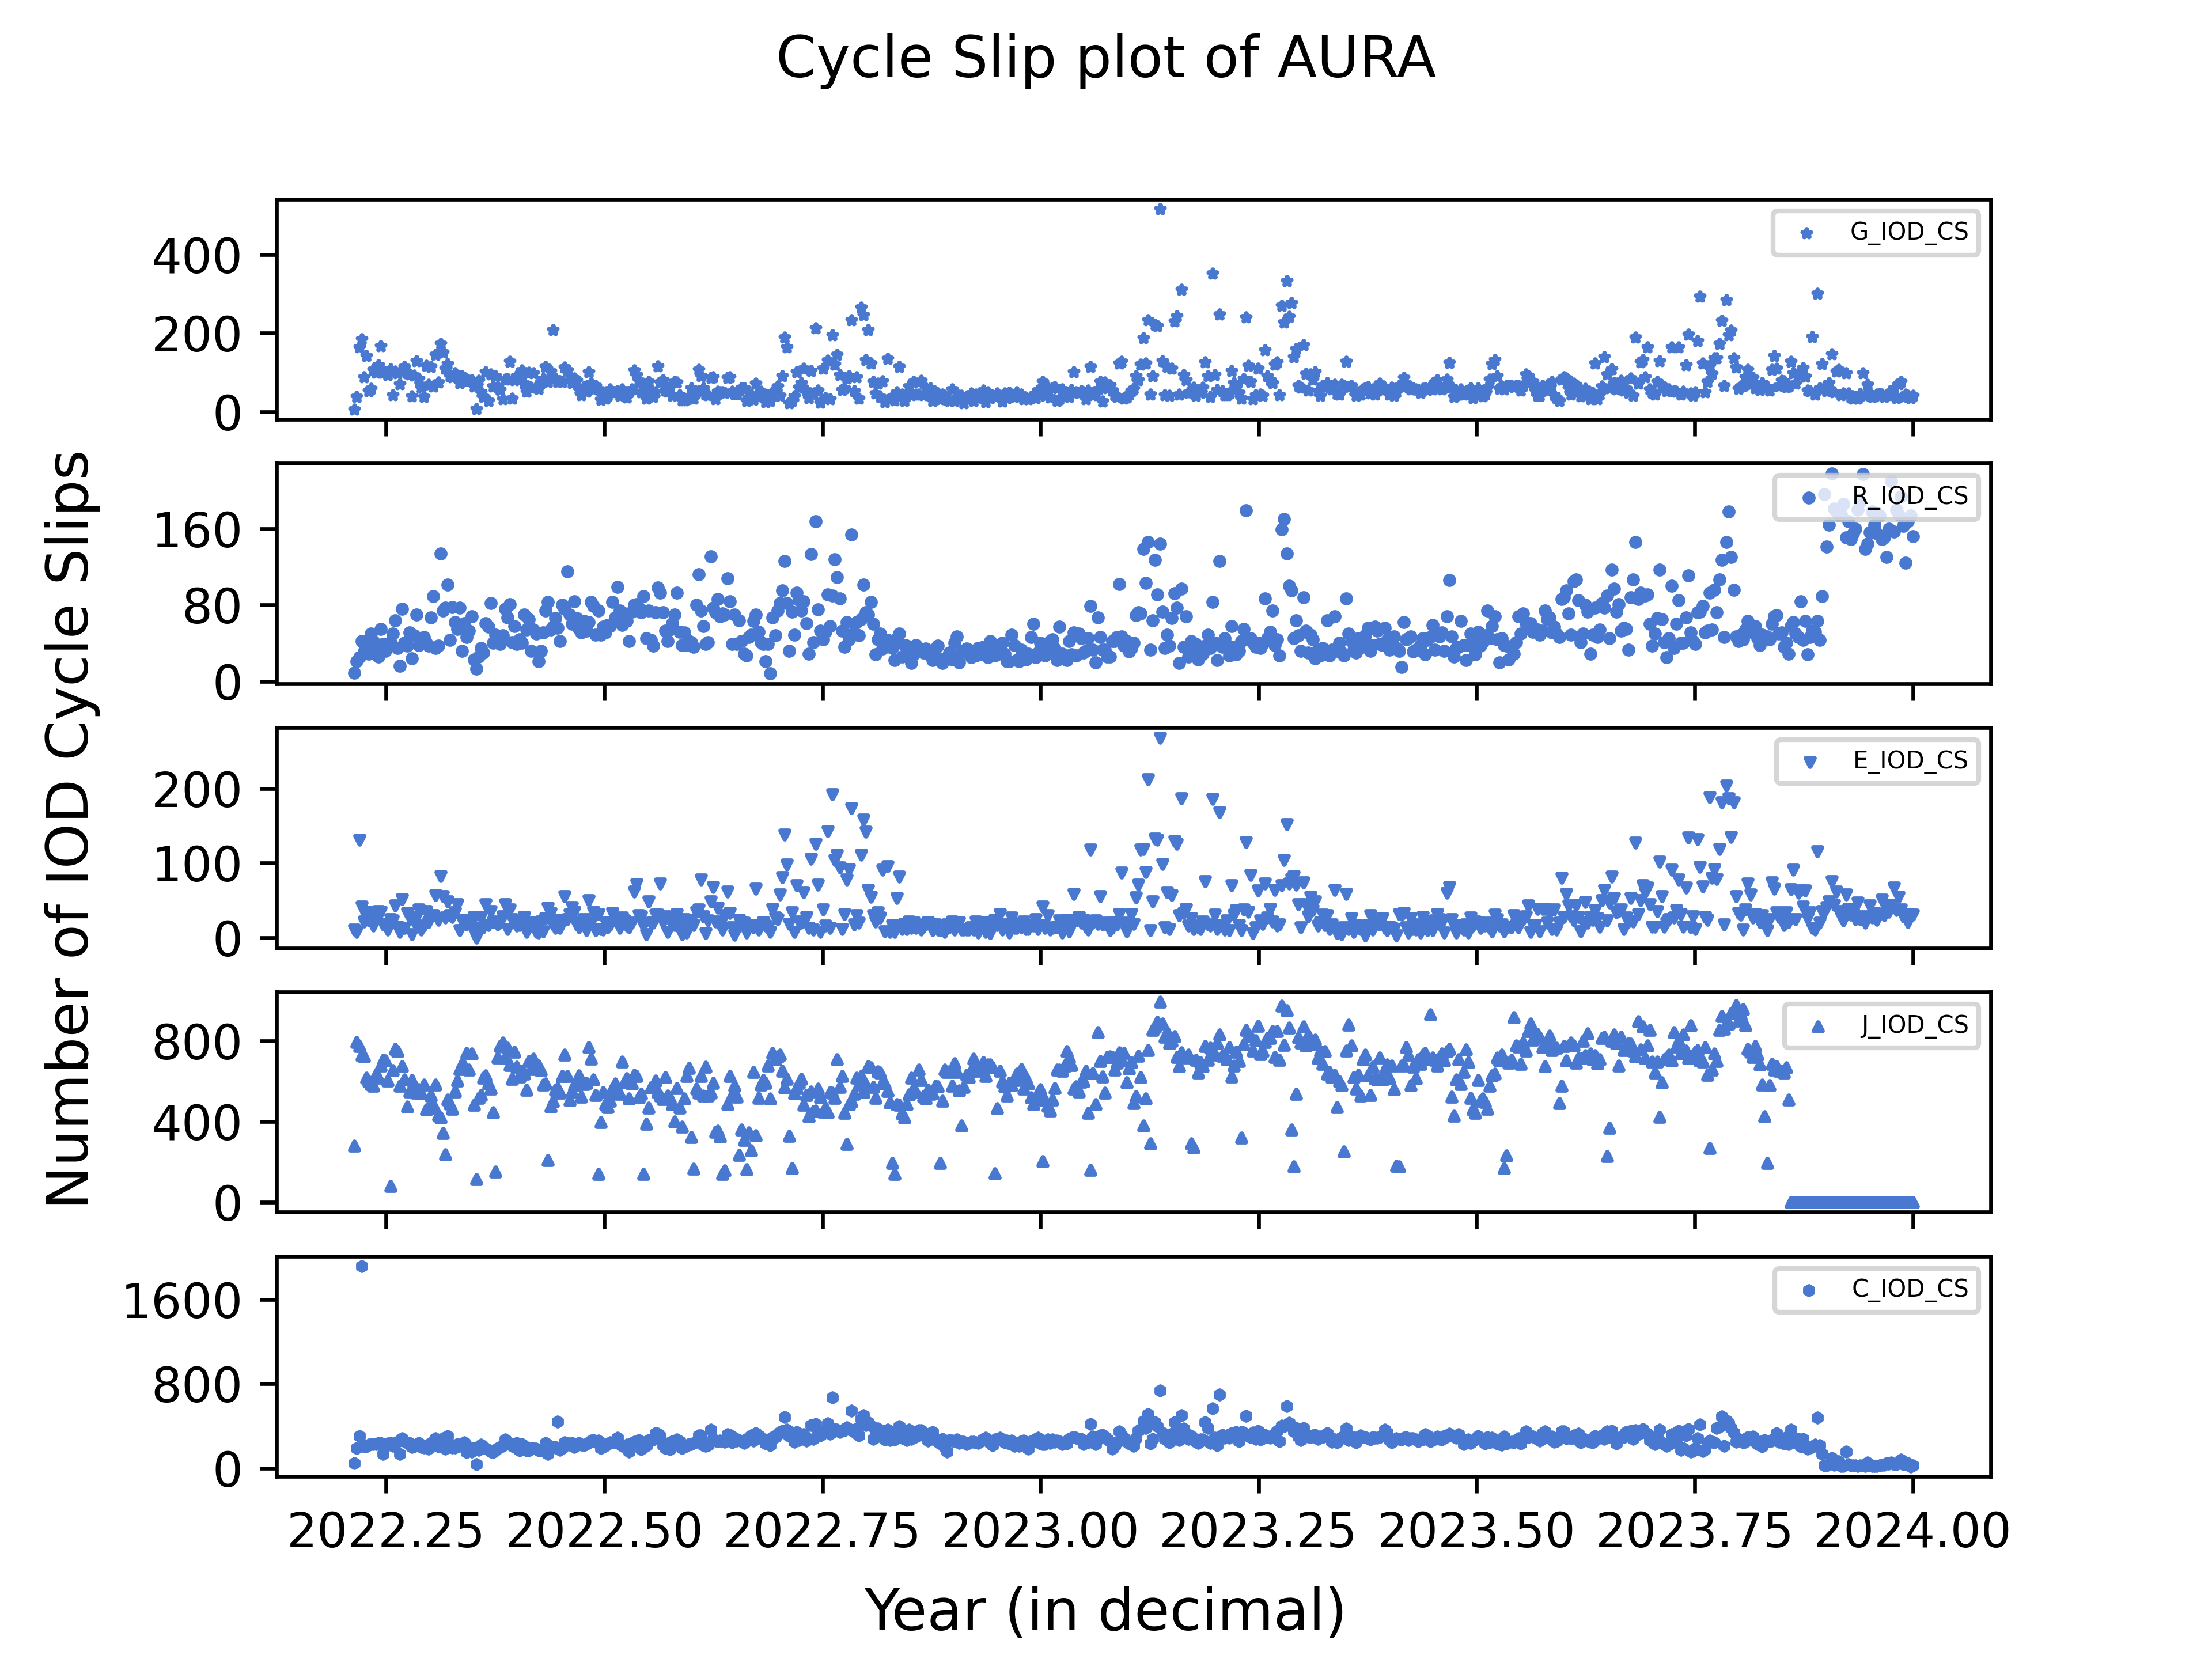 Cycle Slip plot of AURA
Number of IOD Cycle Slips
400
200
0
G_IOD_CS
160
80
0
R_IOD_CS
200
100
0
E_IOD_CS
800
400
0
J_IOD_CS
1600
800
0
C_IOD_CS
2022.25 2022.50 2022.75 2023.00 2023.25 2023.50 2023.75 2024.00
Year (in decimal)